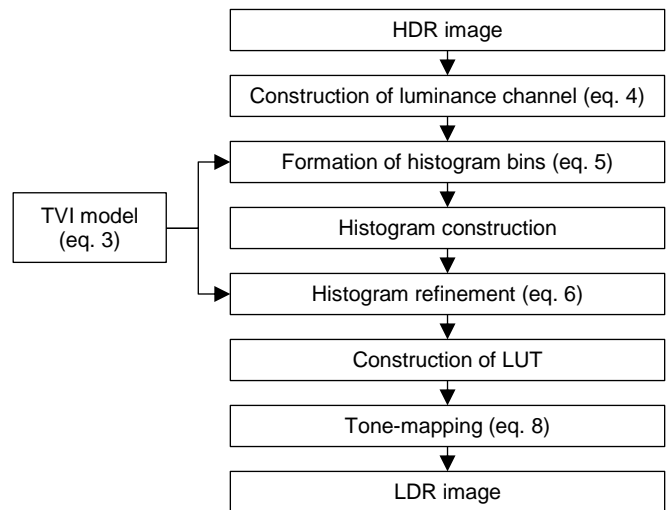 HDR image
Construction of luminance channel (eq. 4)
Formation of histogram bins (eq. 5)
TVI model
(eq. 3)
Histogram construction
Histogram refinement (eq. 6)
Construction of LUT
Tone-mapping (eq. 8)
LDR image